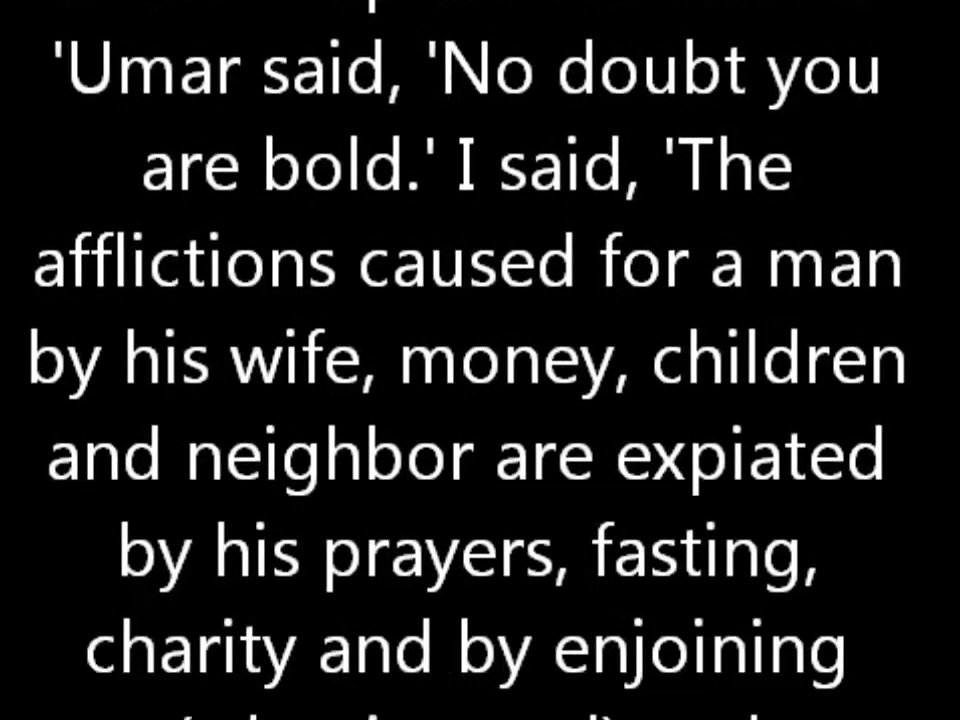 'Umar said, 'No doubt you
are bold.' I said, 'The
afflictions caused for a man
by his wife, money, children
and neighbor are expiated
by his prayers, fasting,
charity and by enjoining